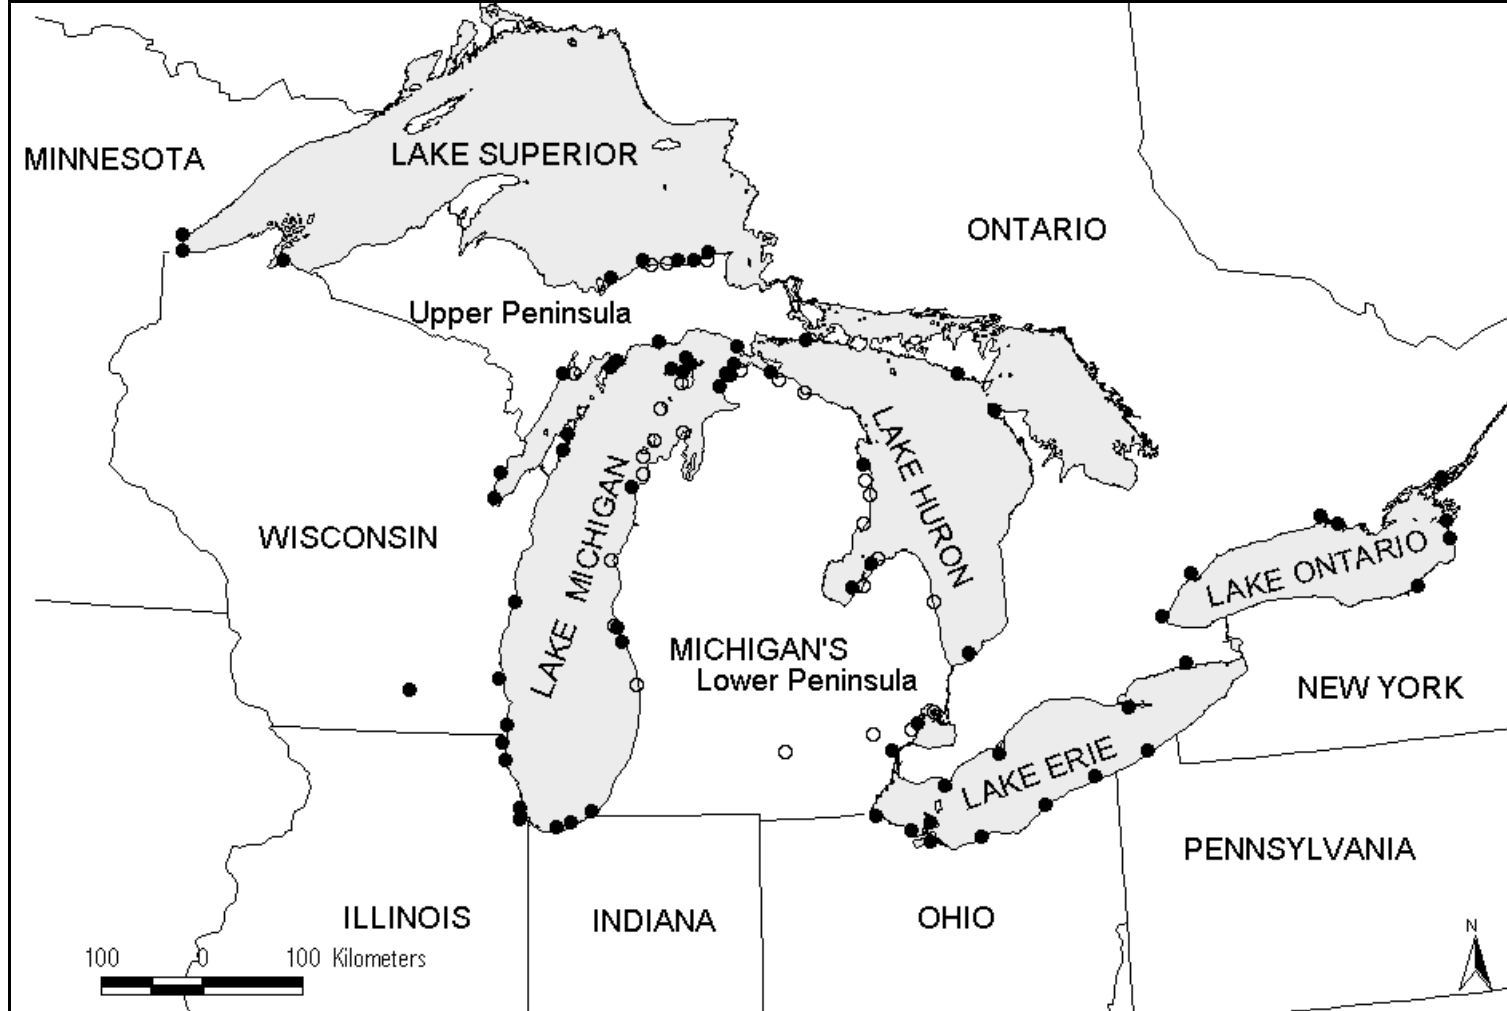 MINNESOTA
LAKE SUPERIOR
ONTARIO
Upper Peninsula
LAKE HURON
LAKE MICHIGAN
WISCONSIN
LAKE ONTARIO
MICHIGAN'S
Lower Peninsula
NEW YORK
LAKE ERIE
PENNSYLVANIA
ILLINOIS
INDIANA
OHIO
N
100 0 100 Kilometers